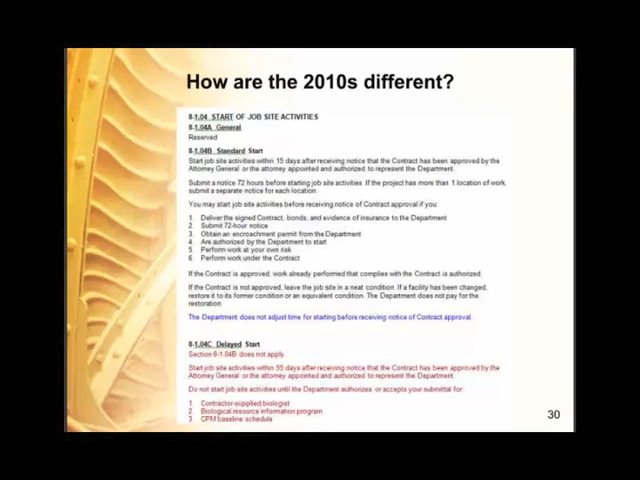 How are the 2010s different?
8-1.04 START OF JOB SITE ACTIVITIES
8-1.04A General
Reserved
8-1.04B Standard Start
Start job site activities within 15 days after receiving notice that the Contract has been approved by the
Attorney General or the attorney appointed and authorized to represent the Department.
Submit a notice 72 hours before starting job site activities. If the project has more than 1 location of work,
submit a separate notice for each location.
You may start job site activities before receiving notice of Contract approval if you:
1. Deliver the signed Contract, bonds, and evidence of insurance to the Department
2. Submit 72-hour notice
3. Obtain an encroachment permit from the Department
4. Are authorized by the Department to start
5. Perform work at your own risk
6. Perform work under the Contract
If the Contract is approved, work already performed that complies with the Contract is authorized.
If the Contract is not approved, leave the job site in a neat condition. If a facility has been changed,
restore it to its former condition or an equivalent condition. The Department does not pay for the
restoration.
The Department does not adjust time for starting before receiving notice of Contract approval.
8-1.04C Delayed Start
Section 8-1.04B does not apply.
Start job site activities within 55 days after receiving notice that the Contract has been approved by the
Attorney General or the attorney appointed and authorized to represent the Department.
Do not start job site activities until the Department authorizes or accepts your submittal for:
1. Contractor-supplied biologist
2. Biological resource information program
3. CPM baseline schedule
30